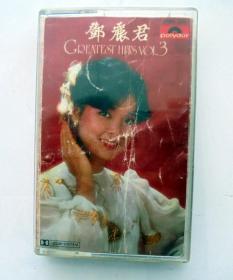 鄧麗君
GREATEST HITS VOL.3
polydor